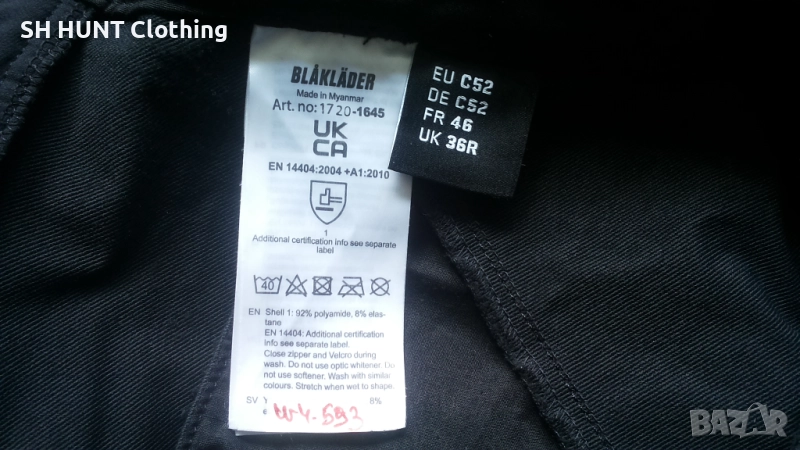 SH HUNT Clothing
BLÅKLÄDER
Made in Myanmar
Art. no: 1720-1645
UK
CA
EN 14404:2004 +A1:2010
1
Additional certification info see separate
label
40
EN Shell 1: 92% polyamide, 8% elas-
tane
EN 14404: Additional certification
info see separate label.
Close zipper and Velcro during
wash. Do not use optic whitener. Do
not use softener. Wash with similar
colours. Stretch when wet to shape.
SV 8%
EU C52
DE C52
FR 46
UK 36R
BAZAR